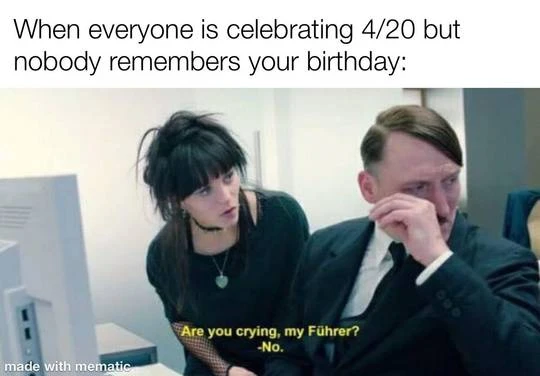 When everyone is celebrating 4/20 but
nobody remembers your birthday:
Are you crying, my Führer?
-No.
made with mematic